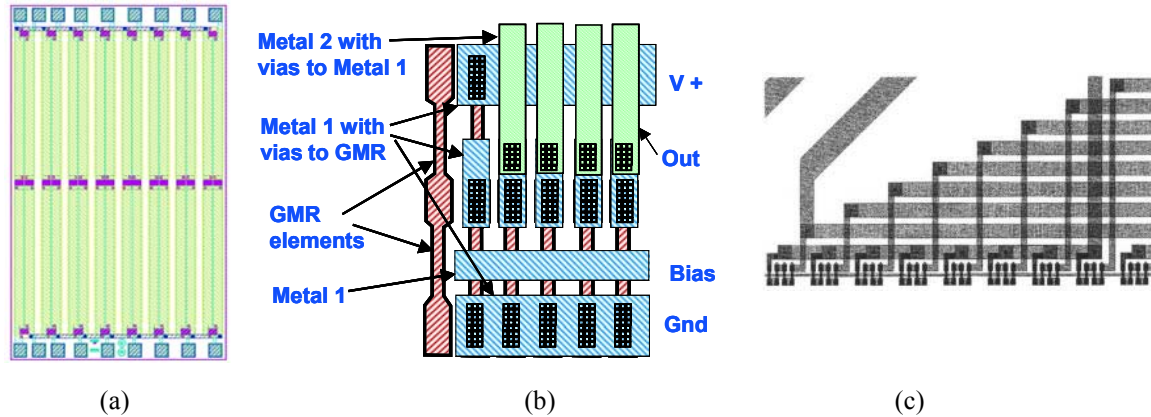 Metal 2 with
vias to Metal 1
V +
Metal 1 with
vias to GMR
Out
GMR
elements
Bias
Metal 1
Gnd
(a)
(b)
(c)